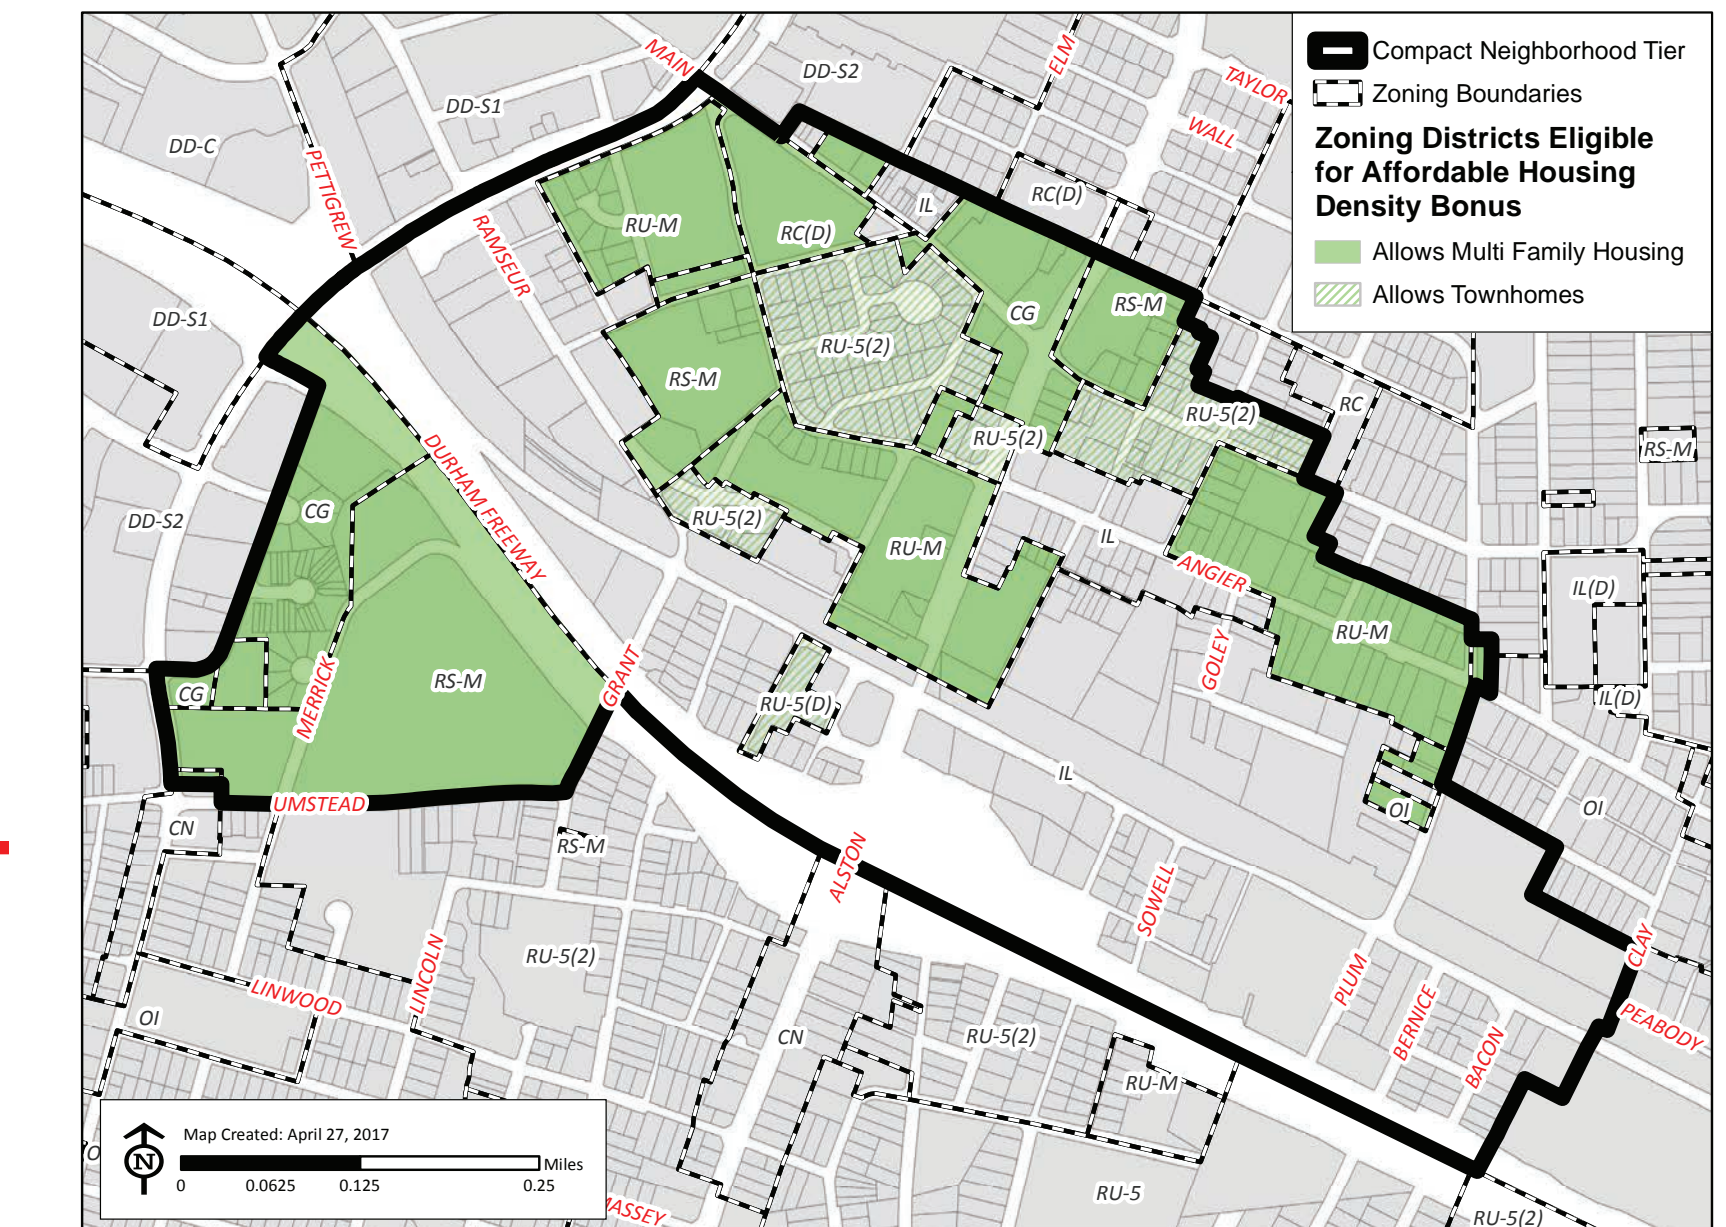 Compact Neighborhood Tier
Zoning Boundaries
Zoning Districts Eligible
for Affordable Housing
Density Bonus
Allows Multi Family Housing
Allows Townhomes
MAIN
ELM
TAYLOR
WALL
DD-S2
DD-S1
DD-C
PETTIGREW
RAMSEUR
RU-M
RC(D)
IL
RC(D)
DD-S1
CG
RS-M
RU-5(2)
RS-M
RC
RU-5(2)
RU-5(2)
RS-M
DURHAM FREEWAY
DD-S2
CG
RU-5(2)
RU-M
IL
ANGIER
IL(D)
RU-M
GOLEY
GRANT
MERRICK
RS-M
CG
RU-5(D)
IL(D)
IL
OI
OI
UMSTEAD
CN
RS-M
ALSTON
SOWELL
CLAY
RU-5(2)
LINCOLN
LINWOOD
PLUM
BERNICE
BACON
PEABODY
OI
CN
RU-5(2)
RU-M
Map Created: April 27, 2017
N
Miles
0 0.0625 0.125 0.25
RU-5
RU-5(2)